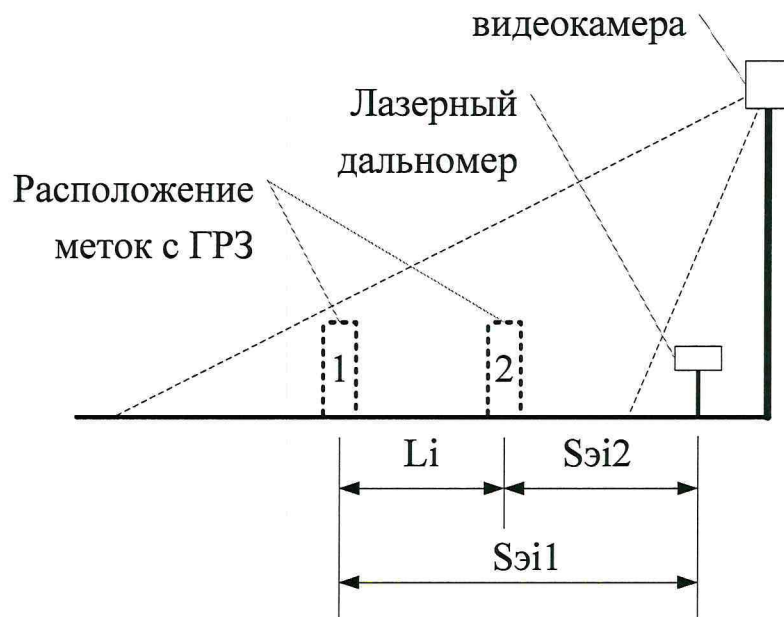 видеокамера
Лазерный
дальномер
Расположение
меток с ГРЗ
1
2
Li
Sэi2
Sэi1